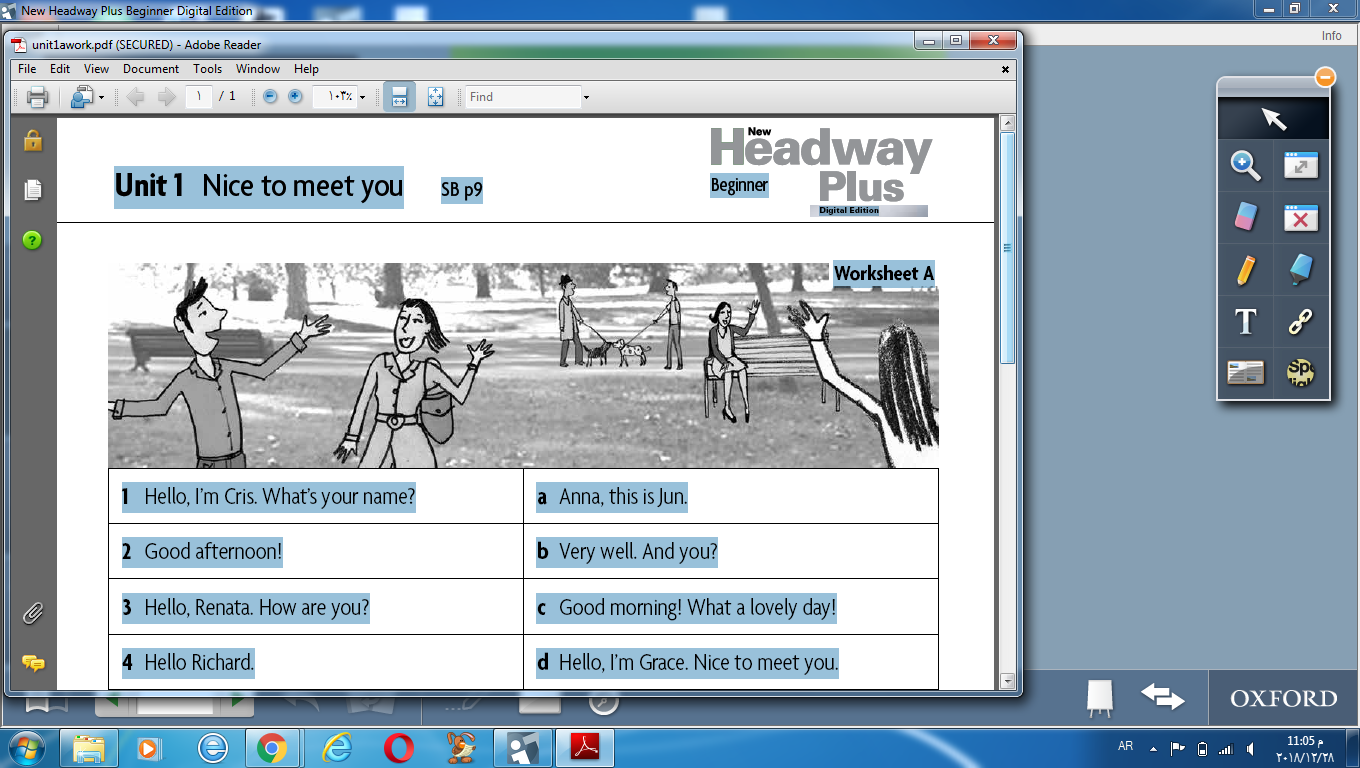 New Headway Plus Beginner Digital Edition
Info
unit1awork.pdf (SECURED) - Adobe Reader
File Edit View Document Tools Window Help
١ / 1 ١٠٣٪ Find
New
Headway
Plus
Beginner
Digital Edition
Unit 1 Nice to meet you SB p9
Worksheet A
1 Hello, I'm Cris. What's your name?
a Anna, this is Jun.
2 Good afternoon!
b Very well. And you?
3 Hello, Renata. How are you?
c Good morning! What a lovely day!
4 Hello Richard.
d Hello, I'm Grace. Nice to meet you.
T
OXFORD
AR
11:05 م
٢٠١٨/١٢/٢٨